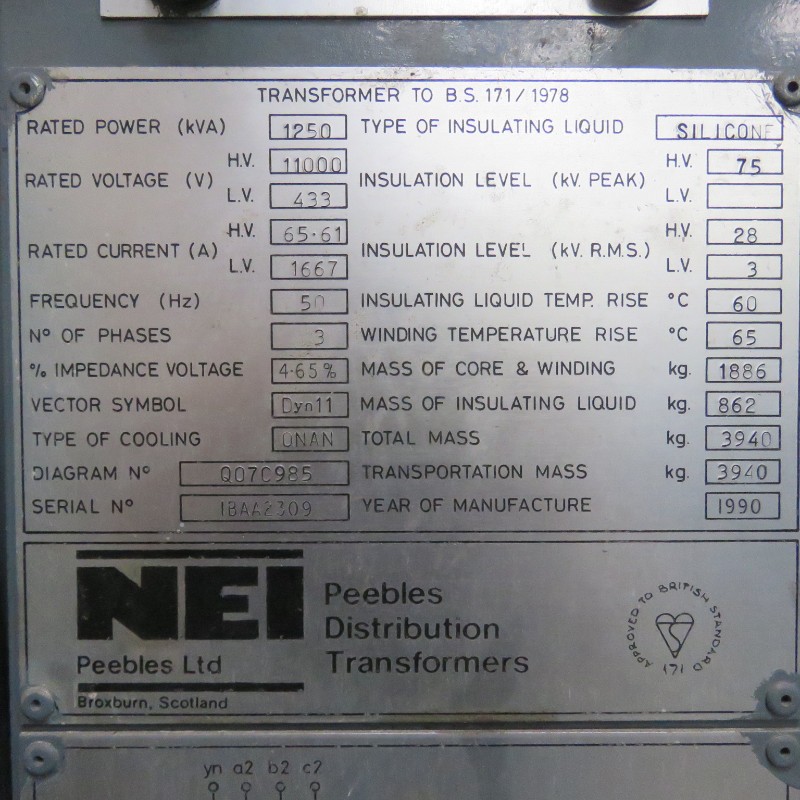 TRANSFORMER TO B.S. 171/1978
RATED POWER (kVA) 1250 TYPE OF INSULATING LIQUID SILICONE
RATED VOLTAGE (V) H.V. 11000 INSULATION LEVEL (kV. PEAK) H.V. 75
L.V. 433 L.V.
RATED CURRENT (A) H.V. 65·61 INSULATION LEVEL (kV. R.M.S.) H.V. 28
L.V. 1667 L.V. 3
FREQUENCY (Hz) 50 INSULATING LIQUID TEMP. RISE °C 60
Nº OF PHASES 3 WINDING TEMPERATURE RISE °C 65
% IMPEDANCE VOLTAGE 4·65% MASS OF CORE & WINDING kg. 1886
VECTOR SYMBOL Dyn11 MASS OF INSULATING LIQUID kg. 862
TYPE OF COOLING ONAN TOTAL MASS kg. 3940
DIAGRAM Nº Q07C985 TRANSPORTATION MASS kg. 3940
SERIAL Nº 18AA2309 YEAR OF MANUFACTURE 1990
NEI
Peebles Ltd
Broxburn, Scotland
Peebles
Distribution
Transformers
APPROVED TO BRITISH STANDARD
171
yn a2 b2 c2